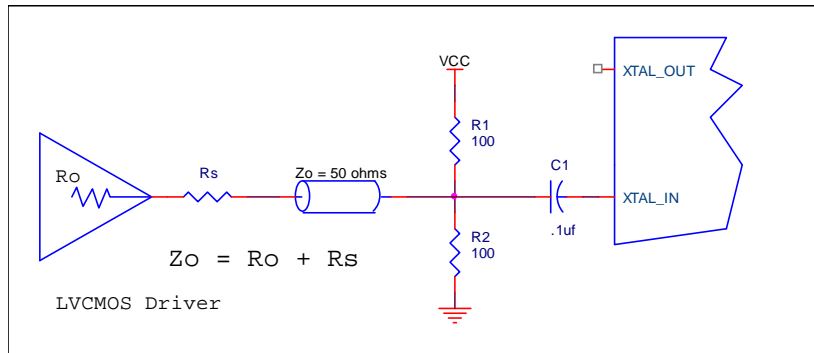 VCC
XTAL_OUT
R1
100
Ro
Rs
Zo = 50 ohms
C1
XTAL_IN
.1uf
R2
100
Zo = Ro + Rs
LVCMOS Driver